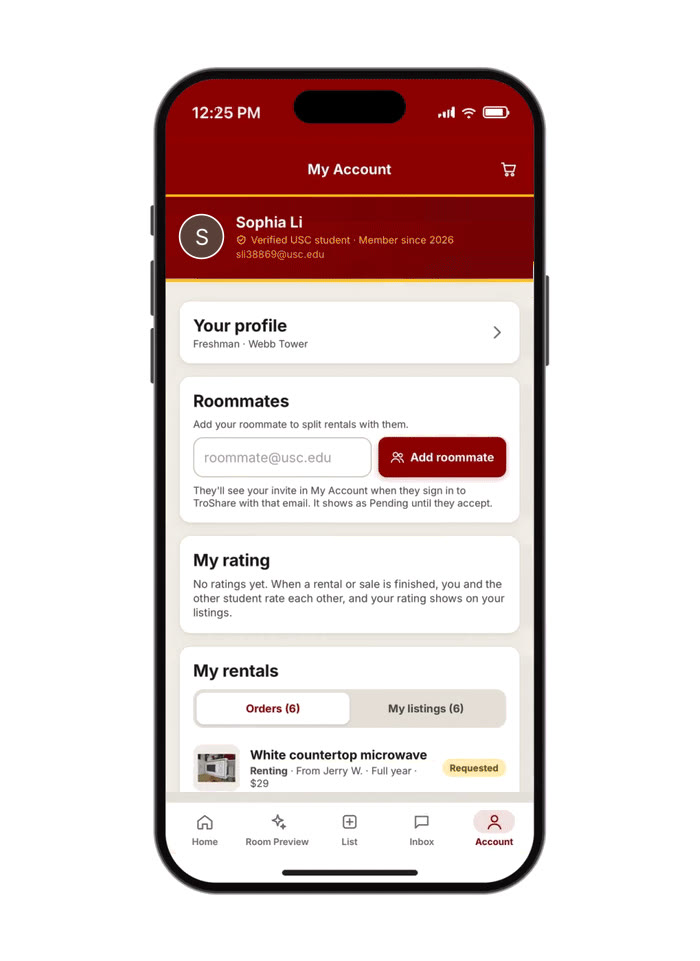 12:25 PM
My Account
S
Sophia Li
Verified USC student · Member since 2026
sli38869@usc.edu
Your profile
Freshman · Webb Tower
Roommates
Add your roommate to split rentals with them.
roommate@usc.edu
Add roommate
They'll see your invite in My Account when they sign in to
TroShare with that email. It shows as Pending until they accept.
My rating
No ratings yet. When a rental or sale is finished, you and the
other student rate each other, and your rating shows on your
listings.
My rentals
Orders (6)
My listings (6)
White countertop microwave
Renting · From Jerry W. · Full year ·
$29
Requested
Home
Room Preview
List
Inbox
Account